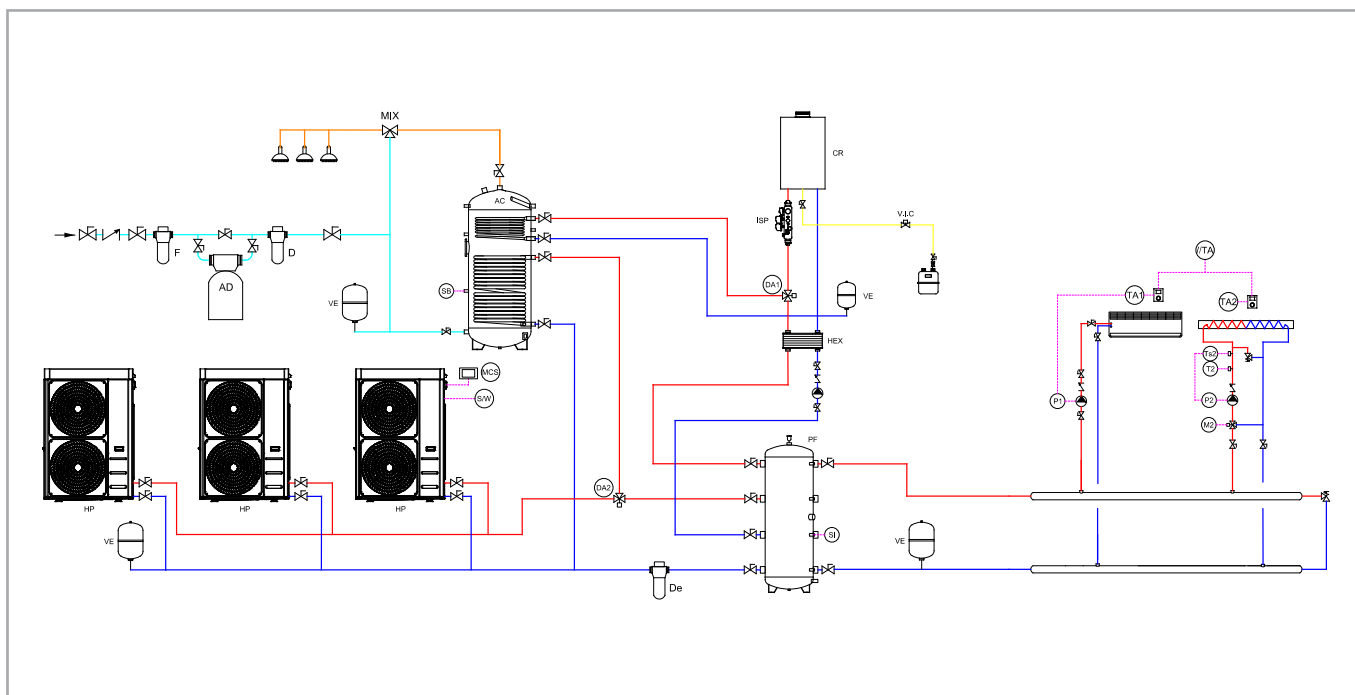 MIX
CR
AC
ISP
V.I.C
F
D
AD
VE
SB
DA1
VE
HEX
//TA
TA1
TA2
Ts2
T2
P1
P2
M2
MCS
S/W
PF
DA2
HP
HP
HP
VE
SI
VE
De